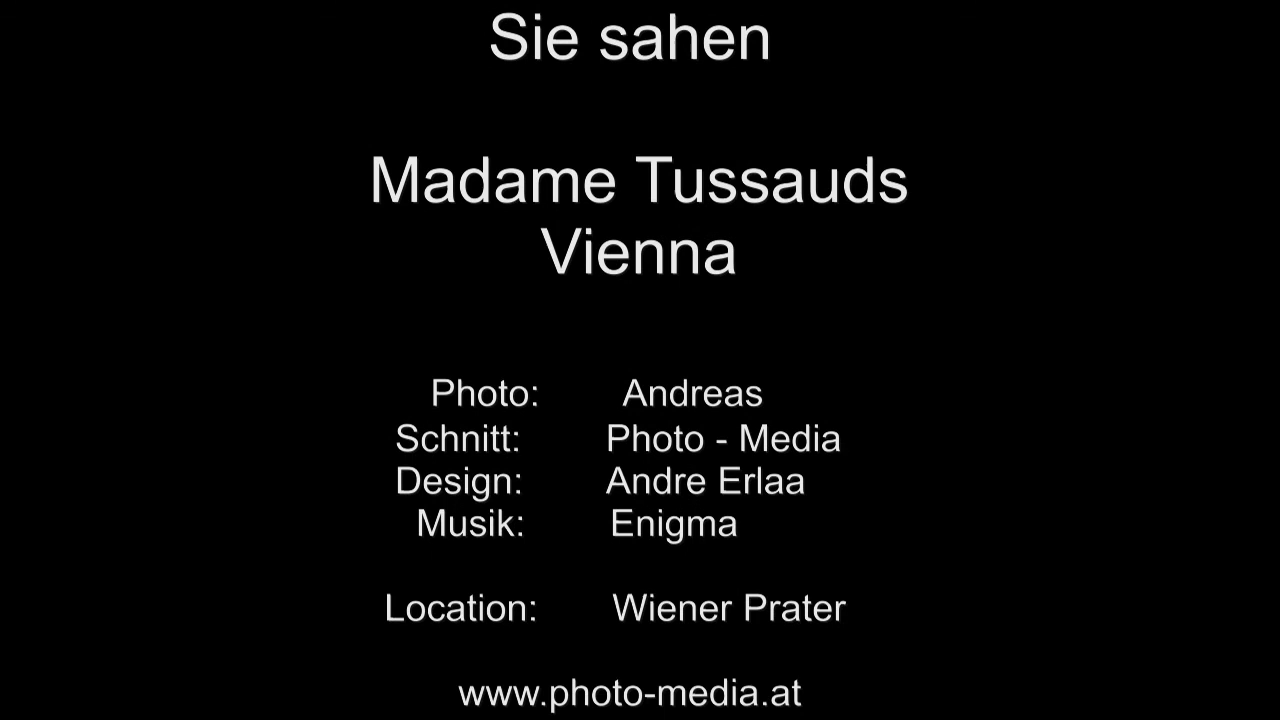 Sie sahen
Madame Tussauds
Vienna
Photo: Andreas
Schnitt: Photo - Media
Design: Andre Erlaa
Musik: Enigma
Location: Wiener Prater
www.photo-media.at